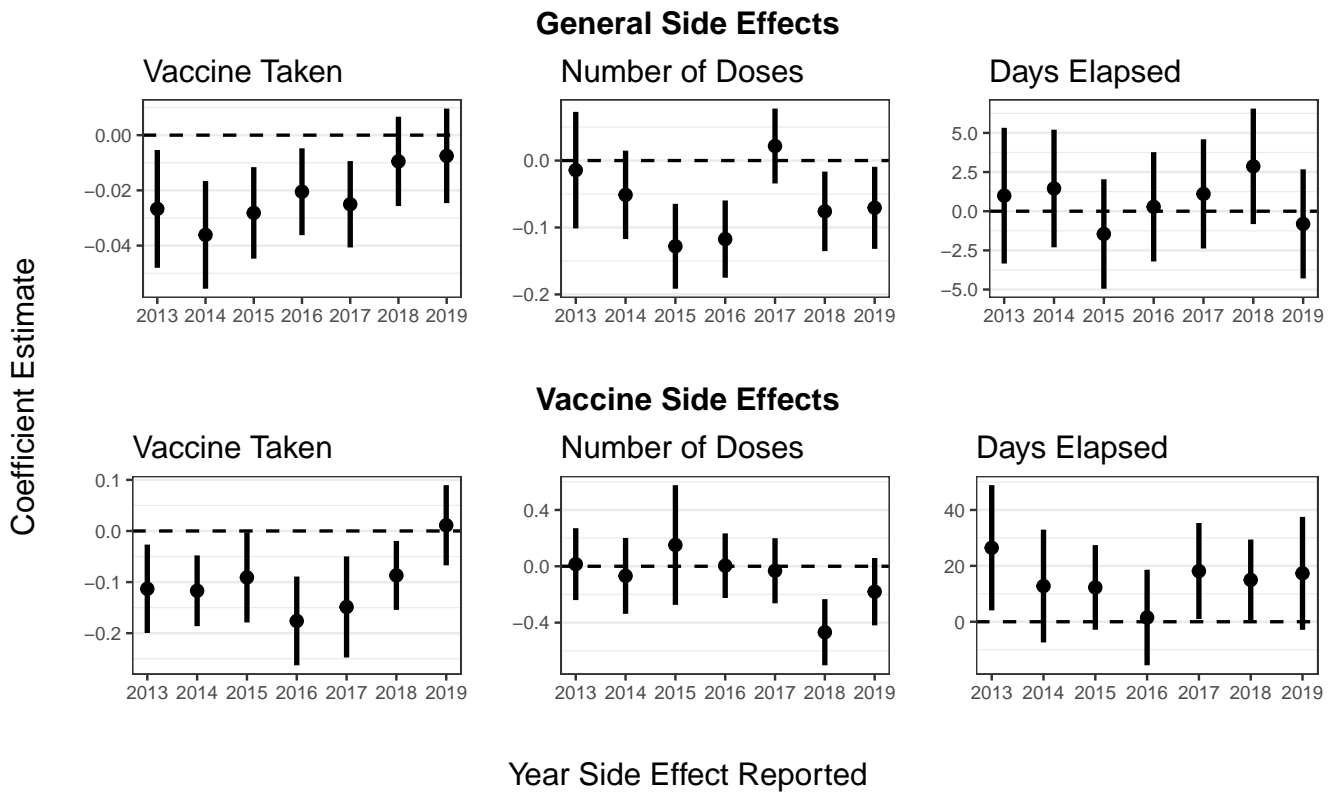 General Side Effects
Vaccine Taken
Number of Doses
Days Elapsed
0.00
−0.02
−0.04
2013 2014 2015 2016 2017 2018 2019
0.0
−0.1
−0.2
2013 2014 2015 2016 2017 2018 2019
5.0
2.5
0.0
−2.5
−5.0
2013 2014 2015 2016 2017 2018 2019
Coefficient Estimate
Vaccine Side Effects
Vaccine Taken
Number of Doses
Days Elapsed
0.1
0.0
−0.1
−0.2
2013 2014 2015 2016 2017 2018 2019
0.4
0.0
−0.4
2013 2014 2015 2016 2017 2018 2019
40
20
0
2013 2014 2015 2016 2017 2018 2019
Year Side Effect Reported